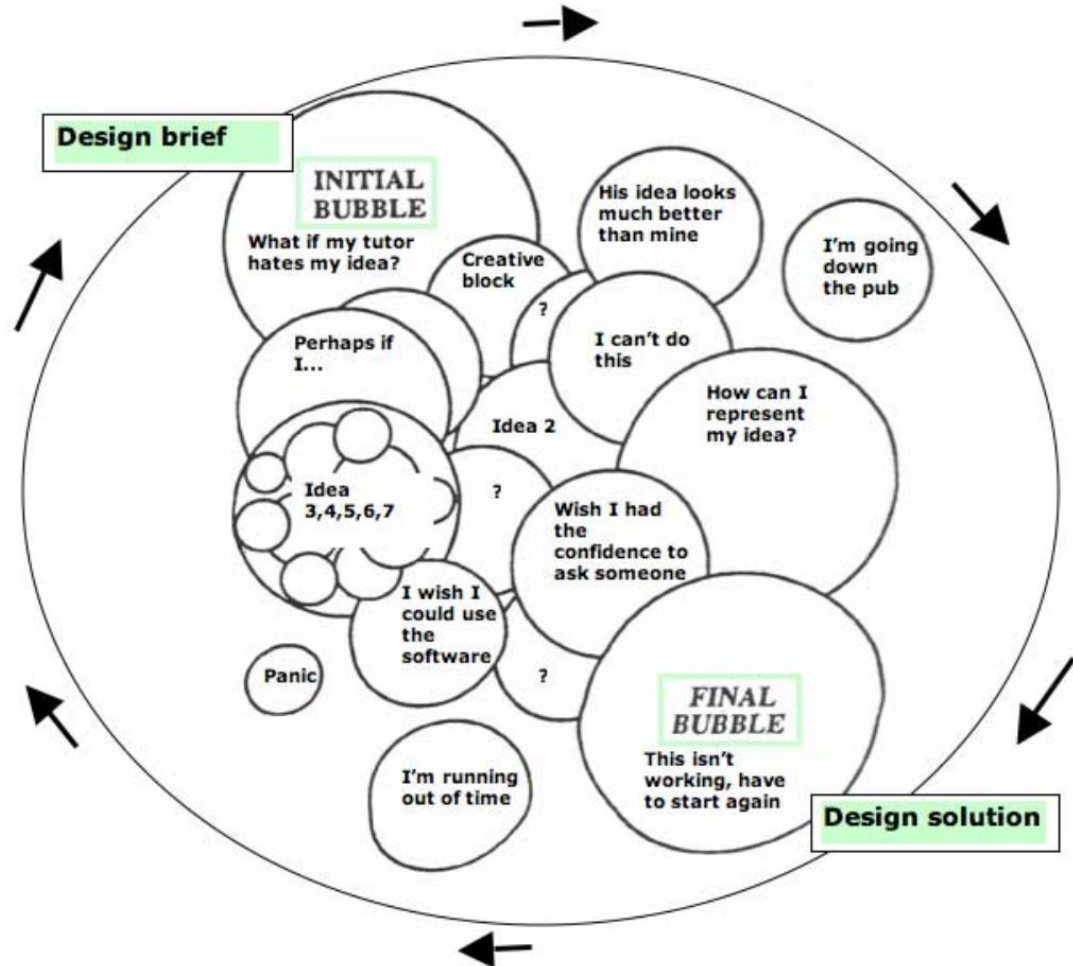 Design brief
INITIAL
BUBBLE
What if my tutor
hates my idea?
His idea looks
much better
than mine
I'm going
down
the pub
Creative
block
?
Perhaps if
I...
I can't do
this
How can I
represent
my idea?
Idea 2
Idea
3,4,5,6,7
?
Wish I had
the
confidence to
ask someone
I wish I
could use
the
software
Panic
?
FINAL
BUBBLE
This isn't
working, have
to start again
I'm running
out of time
Design solution